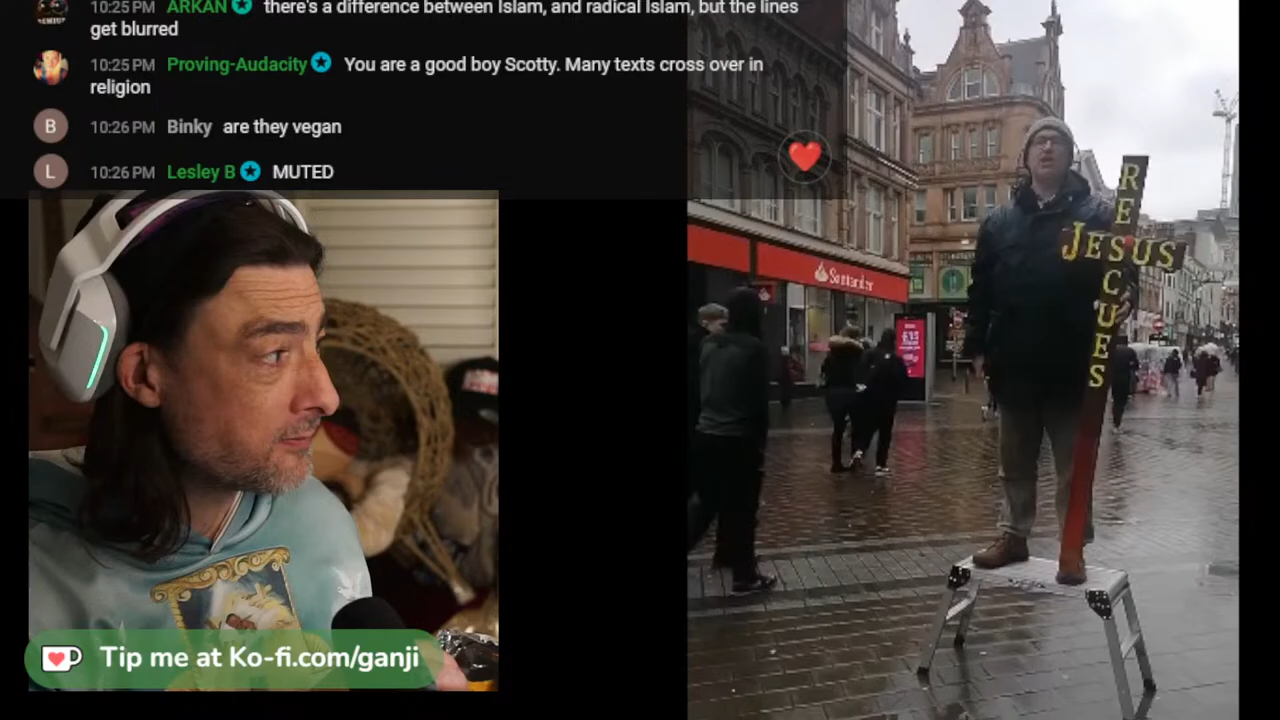 10:25 PM ARKAN there's a difference between Islam, and radical Islam, but the lines
get blurred
10:25 PM Proving-Audacity You are a good boy Scotty. Many texts cross over in
religion
B 10:26 PM Binky are they vegan
L 10:26 PM Lesley B MUTED
Santander
RESCUES
JESUS
Tip me at Ko-fi.com/ganji